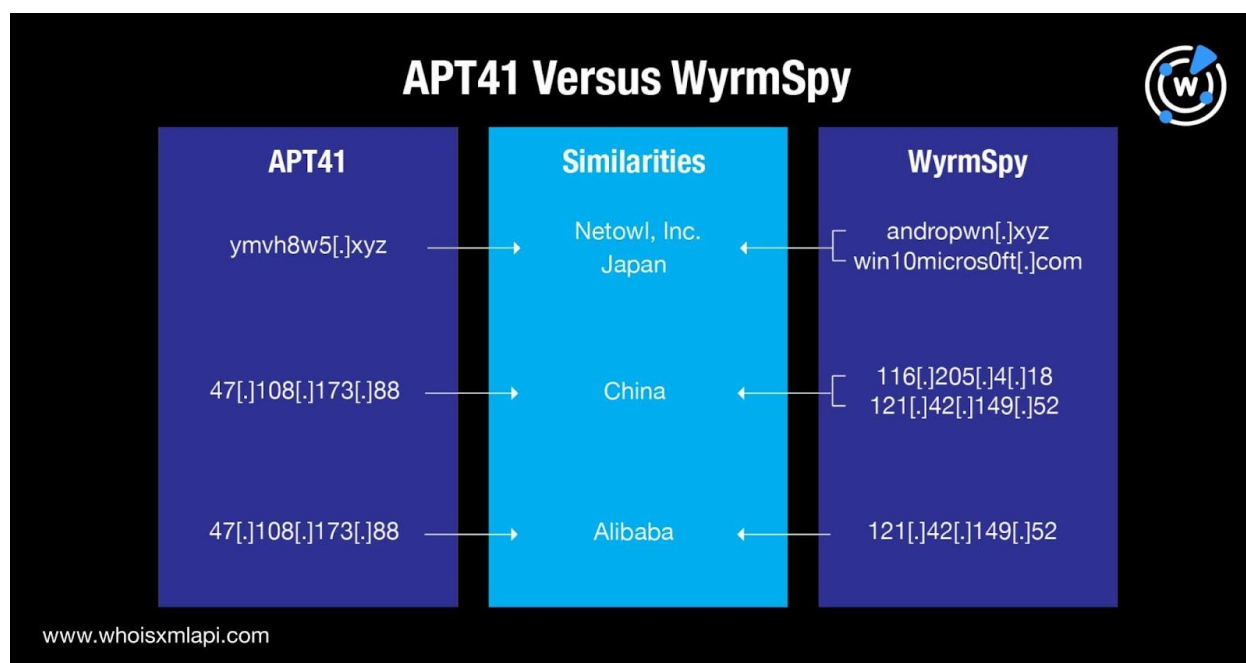 APT41 Versus WyrmSpy
W
APT41
Similarities
WyrmSpy
ymvh8w5[.]xyz
Netowl, Inc.
Japan
andropwn[.]xyz
win10micros0ft[.]com
47[.]108[.]173[.]88
China
116[.]205[.]4[.]18
121[.]42[.]149[.]52
47[.]108[.]173[.]88
Alibaba
121[.]42[.]149[.]52
www.whoisxmlapi.com